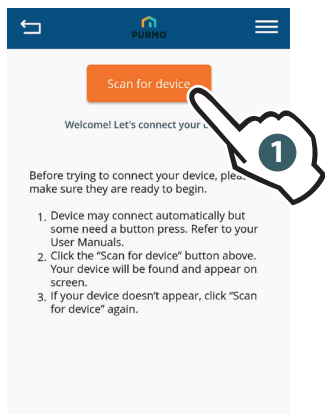 PURMO
Scan for device
Welcome! Let's connect your
1
Before trying to connect your device,
make sure they are ready to begin.
1. Device may connect automatically but
some need a button press. Refer to your
User Manuals.
2. Click the “Scan for device” button above.
Your device will be found and appear on
screen.
3. If your device doesn’t appear, click “Scan
for device” again.